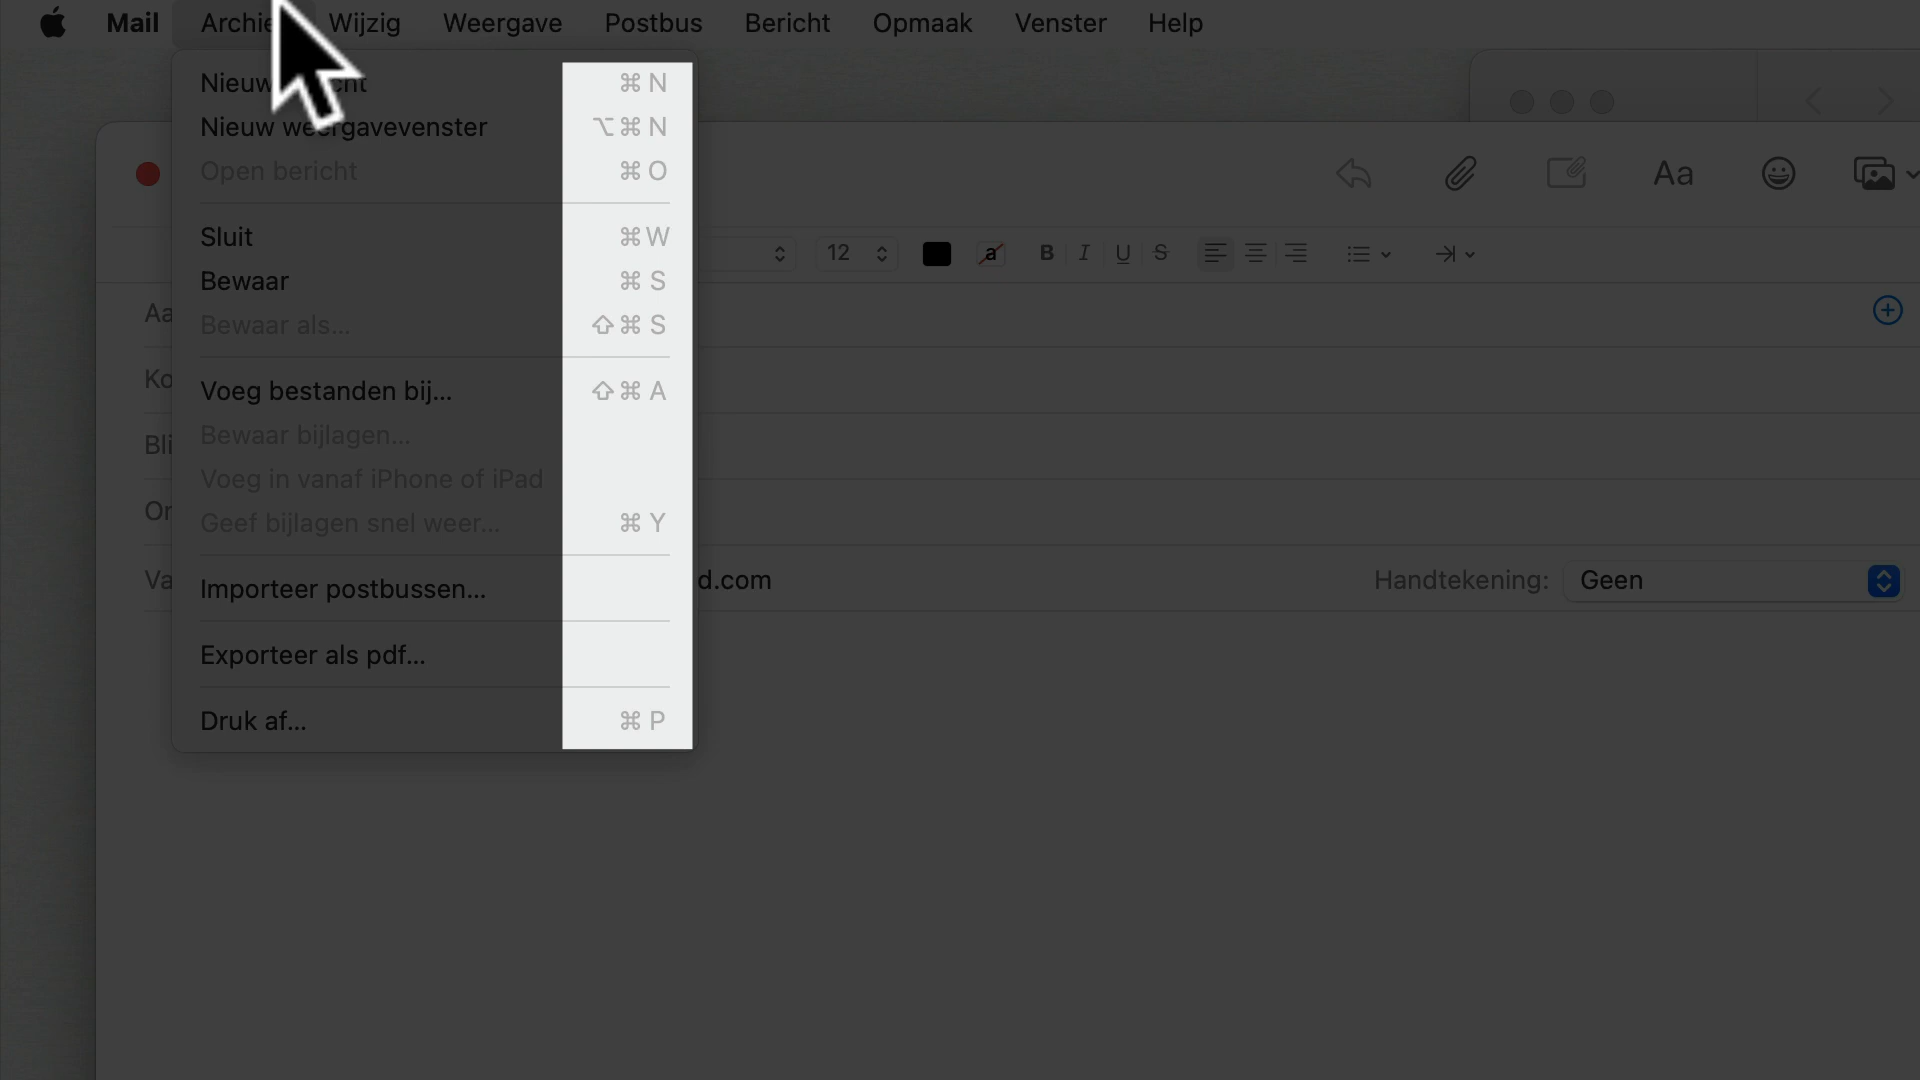 Mail Wijzig Weergave Postbus Bericht Opmaak Venster Help
⌘ N
Nieuw weergavevenster ⌥⌘ N
Open bericht ⌘ O
Sluit ⌘ W
Bewaar ⌘ S
Bewaar als... ⇧⌘ S
Voeg bestanden bij... ⇧⌘ A
Bewaar bijlagen...
Voeg in vanaf iPhone of iPad
Geef bijlagen snel weer... ⌘ Y
Importeer postbussen...
Exporteer als pdf...
Druk af... ⌘ P
Aa
12 a B I U S
d.com Handtekening: Geen